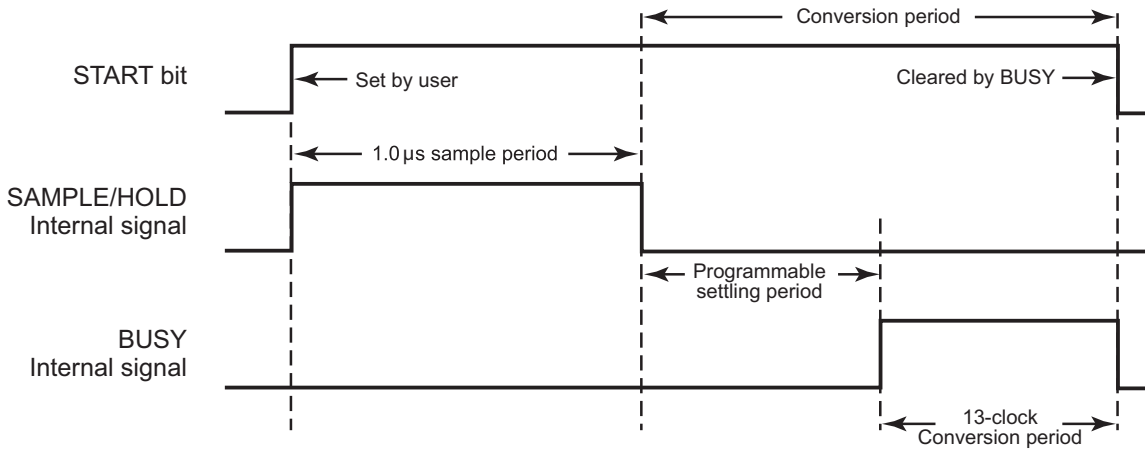 Conversion period
START bit
Set by user
Cleared by BUSY
1.0 µs sample period
SAMPLE/HOLD
Internal signal
Programmable
settling period
BUSY
Internal signal
13-clock
Conversion period